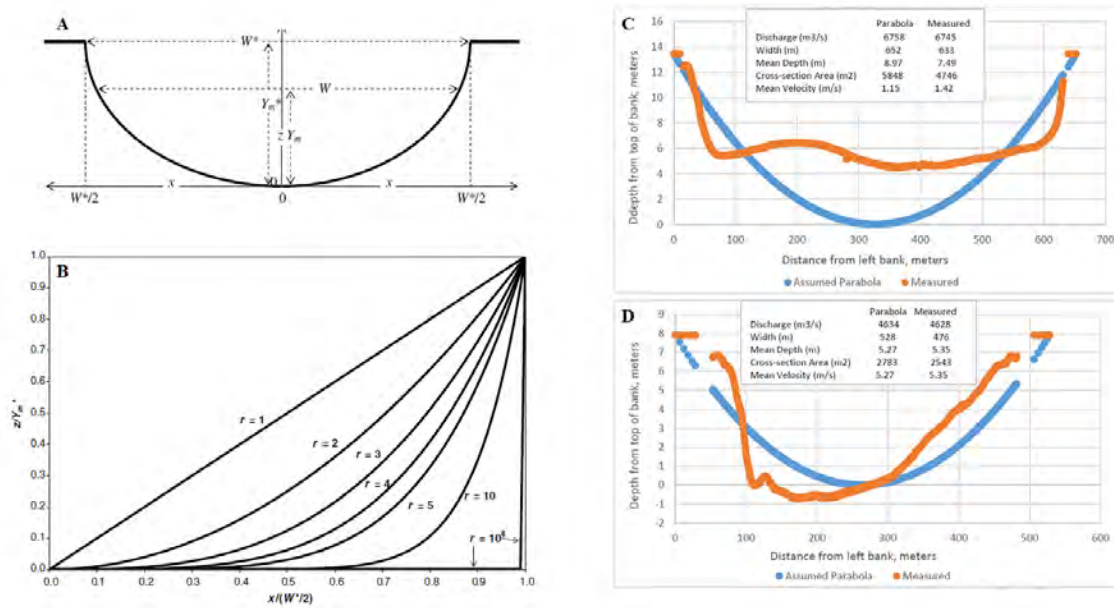 A
W*
W
Ym*
z
Ym
0
x
x
W*/2
0
W*/2
B
1.0
0.9
0.8
0.7
0.6
0.5
0.4
0.3
0.2
0.1
0.0
z/Ym*
r = 1
r = 2
r = 3
r = 4
r = 5
r = 10
r = 10⁶
0.0 0.1 0.2 0.3 0.4 0.5 0.6 0.7 0.8 0.9 1.0
x/(W*/2)
C
Parabola Measured
Discharge (m3/s) 6758 6745
Width (m) 652 633
Mean Depth (m) 8.97 7.49
Cross-section Area (m2) 5848 4746
Mean Velocity (m/s) 1.15 1.42
16
14
12
10
8
6
4
2
0
Ddepth from top of bank, meters
0 100 200 300 400 500 600 700
Distance from left bank, meters
Assumed Parabola Measured
D
Parabola Measured
Discharge (m3/s) 4634 4628
Width (m) 528 476
Mean Depth (m) 5.27 5.35
Cross-section Area (m2) 2783 2543
Mean Velocity (m/s) 5.27 5.35
9
8
7
6
5
4
3
2
1
0
-1
-2
Depth from top of bank, meters
0 100 200 300 400 500 600
Distance from left bank, meters
Assumed Parabola Measured